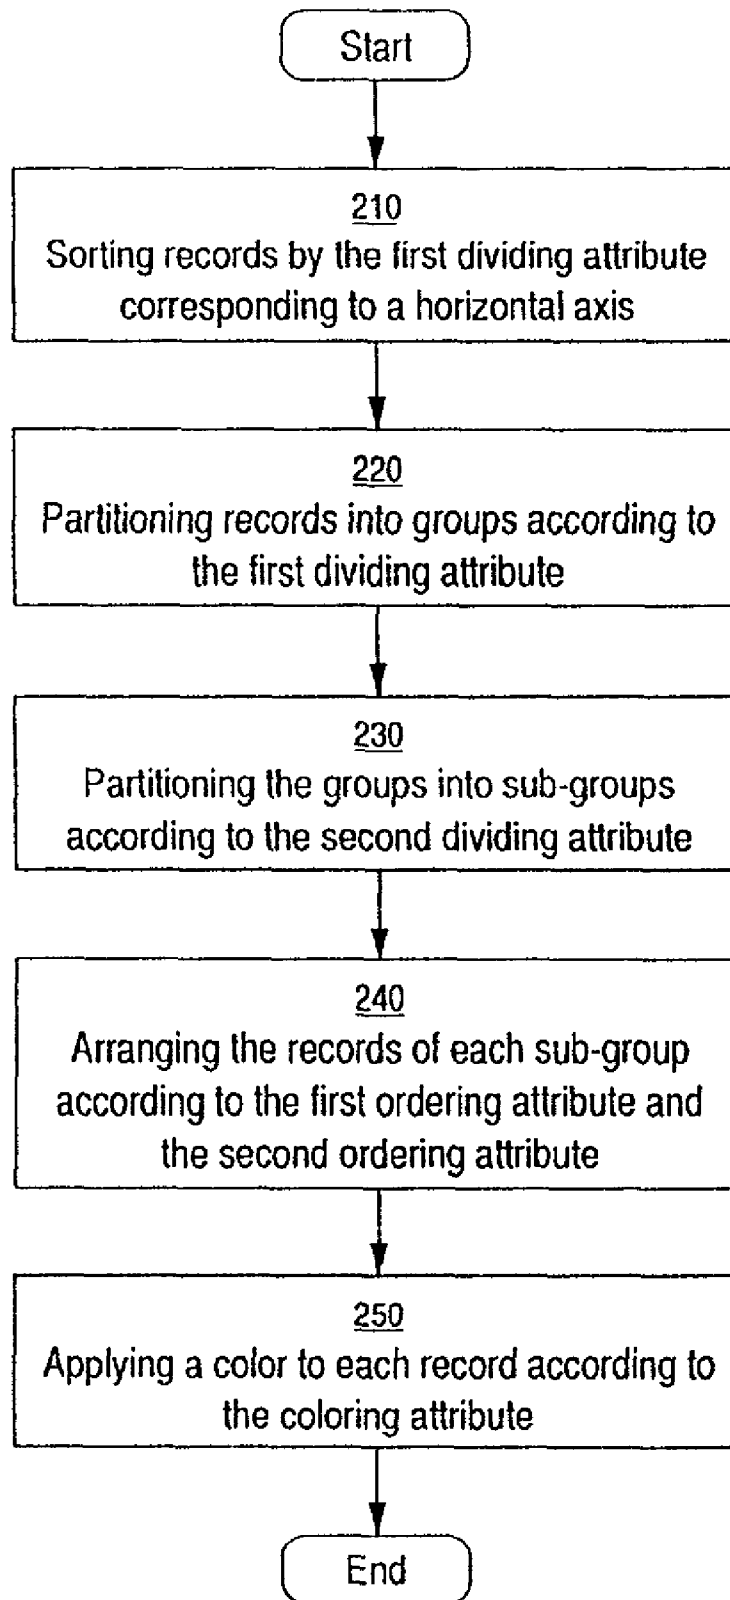 Start
210
Sorting records by the first dividing attribute
corresponding to a horizontal axis
220
Partitioning records into groups according to
the first dividing attribute
230
Partitioning the groups into sub-groups
according to the second dividing attribute
240
Arranging the records of each sub-group
according to the first ordering attribute and
the second ordering attribute
250
Applying a color to each record according to
the coloring attribute
End